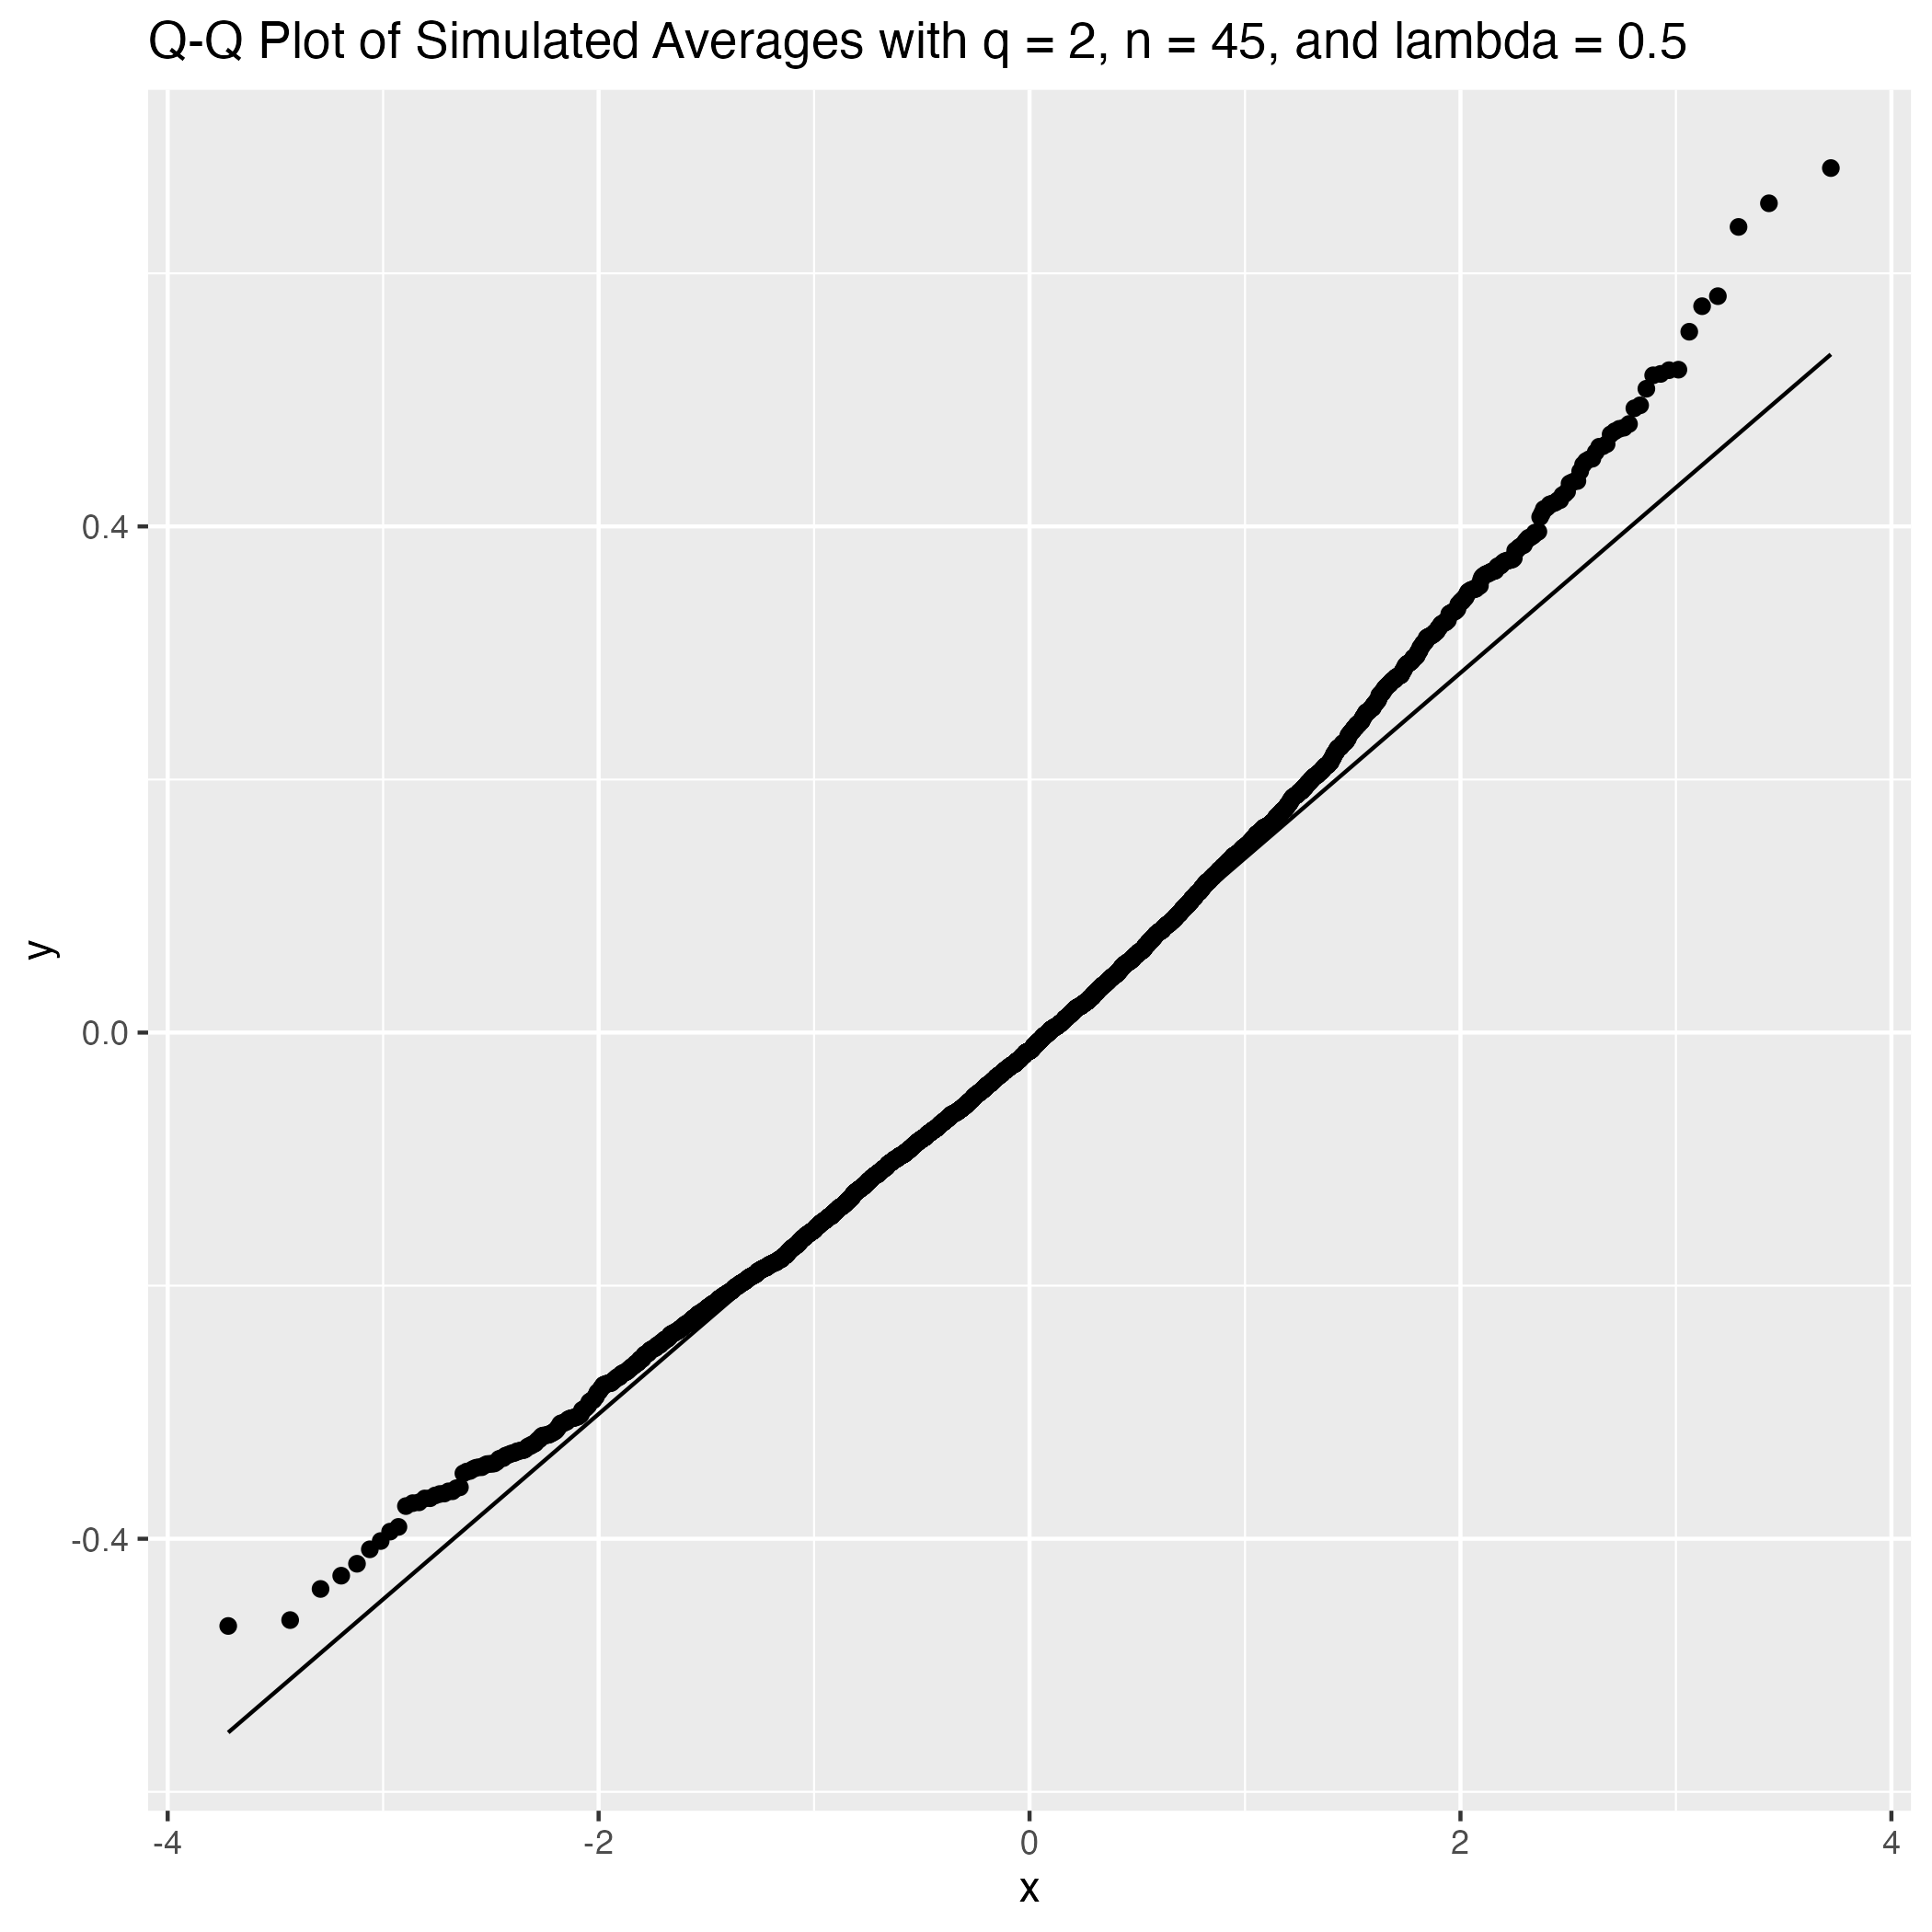 Q-Q Plot of Simulated Averages with q = 2, n = 45, and lambda = 0.5
y
0.4
0.0
-0.4
-4
-2
0
2
4
x